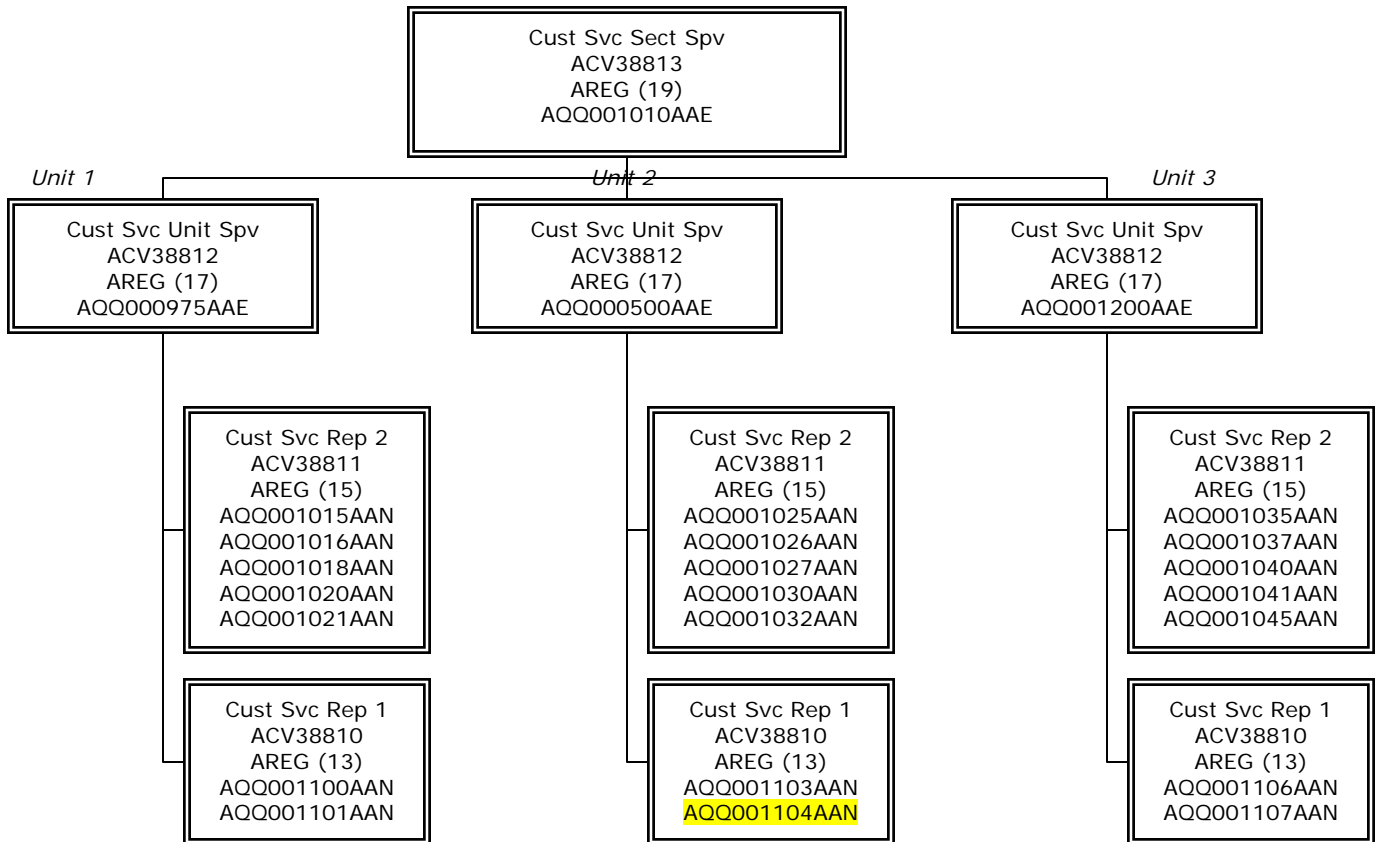 Cust Svc Sect Spv
ACV38813
AREG (19)
AQQ001010AAE
Unit 1
Unit 2
Unit 3
Cust Svc Unit Spv
ACV38812
AREG (17)
AQQ000975AAE
Cust Svc Unit Spv
ACV38812
AREG (17)
AQQ000500AAE
Cust Svc Unit Spv
ACV38812
AREG (17)
AQQ001200AAE
Cust Svc Rep 2
ACV38811
AREG (15)
AQQ001015AAN
AQQ001016AAN
AQQ001018AAN
AQQ001020AAN
AQQ001021AAN
Cust Svc Rep 2
ACV38811
AREG (15)
AQQ001025AAN
AQQ001026AAN
AQQ001027AAN
AQQ001030AAN
AQQ001032AAN
Cust Svc Rep 2
ACV38811
AREG (15)
AQQ001035AAN
AQQ001037AAN
AQQ001040AAN
AQQ001041AAN
AQQ001045AAN
Cust Svc Rep 1
ACV38810
AREG (13)
AQQ001100AAN
AQQ001101AAN
Cust Svc Rep 1
ACV38810
AREG (13)
AQQ001103AAN
AQQ001104AAN
Cust Svc Rep 1
ACV38810
AREG (13)
AQQ001106AAN
AQQ001107AAN